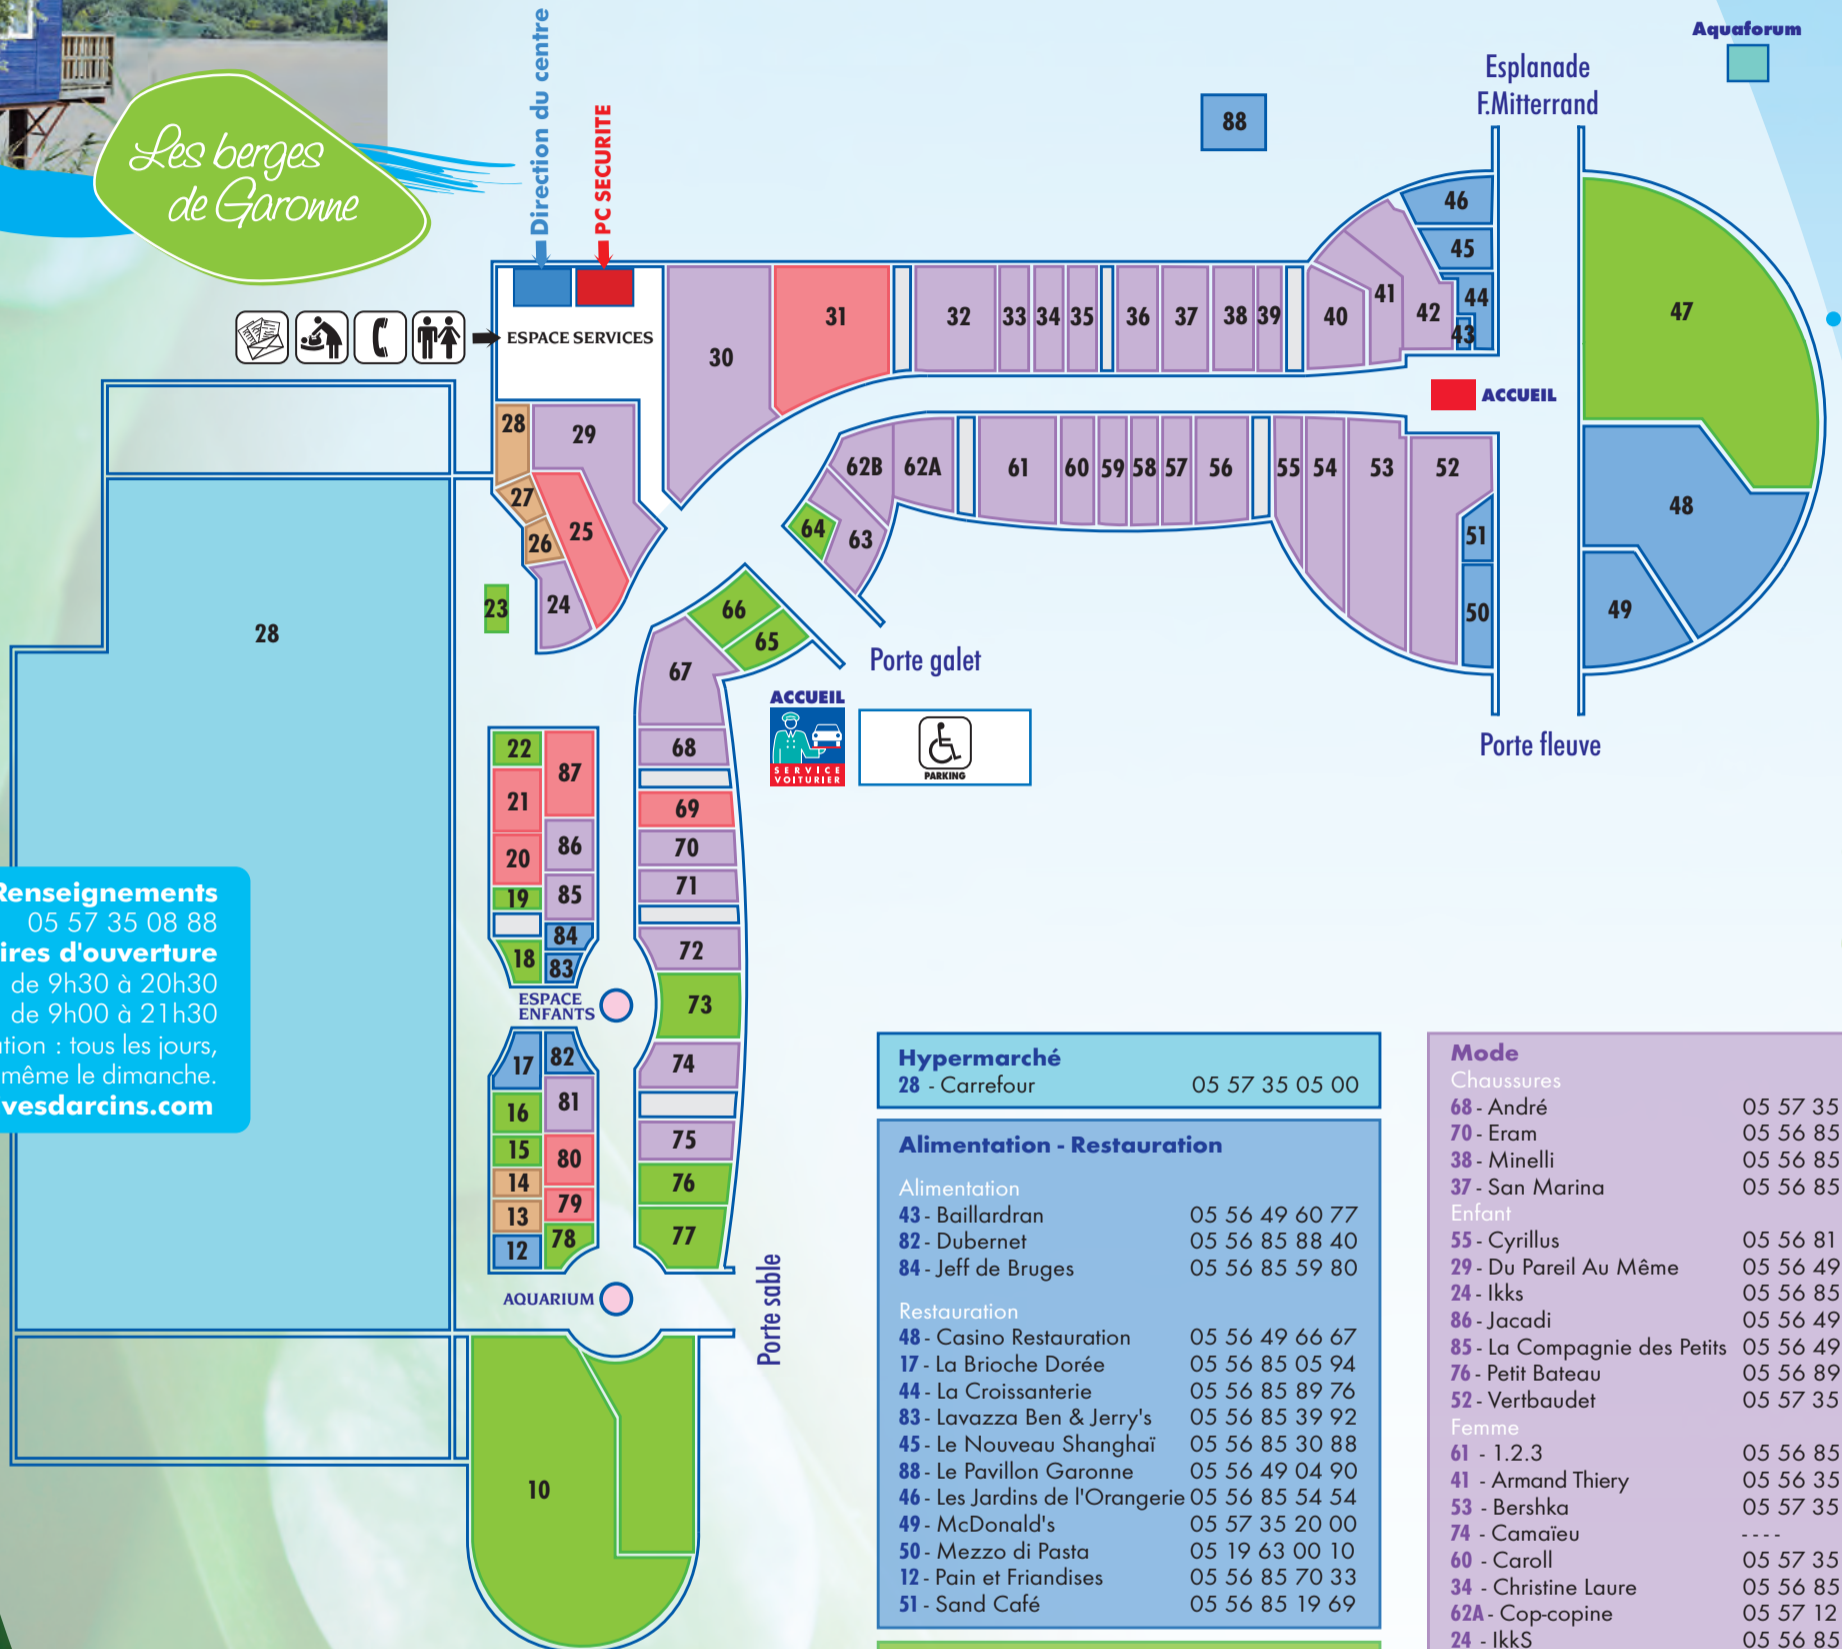 Les berges
de Garonne
Direction du centre
PC SECURITE
ESPACE SERVICES
Aquaforum
Esplanade
F.Mitterrand
88
46
45
44
43
47
48
49
ACCUEIL
30
31
32
33
34
35
36
37
38
39
40
41
42
28
29
27
26
25
24
23
62B
62A
61
60
59
58
57
56
55
54
53
52
51
50
64
63
66
65
67
Porte galet
Porte fleuve
ACCUEIL
SERVICE
VOITURIER
PARKING
28
22
87
21
86
20
85
19
84
18
83
68
69
70
71
72
73
74
75
76
77
ESPACE
ENFANTS
17
82
16
81
15
80
14
79
13
78
12
AQUARIUM
Porte sable
10
Renseignements
05 57 35 08 88
ires d'ouverture
de 9h30 à 20h30
de 9h00 à 21h30
ation : tous les jours,
même le dimanche.
vesdarcins.com
Hypermarché
28 - Carrefour 05 57 35 05 00
Alimentation - Restauration
Alimentation
43 - Baillardran 05 56 49 60 77
82 - Dubernet 05 56 85 88 40
84 - Jeff de Bruges 05 56 85 59 80
Restauration
48 - Casino Restauration 05 56 49 66 67
17 - La Brioche Dorée 05 56 85 05 94
44 - La Croissanterie 05 56 85 89 76
83 - Lavazza Ben & Jerry's 05 56 85 39 92
45 - Le Nouveau Shanghaï 05 56 85 30 88
88 - Le Pavillon Garonne 05 56 49 04 90
46 - Les Jardins de l'Orangerie 05 56 85 54 54
49 - McDonald's 05 57 35 20 00
50 - Mezzo di Pasta 05 19 63 00 10
12 - Pain et Friandises 05 56 85 70 33
51 - Sand Café 05 56 85 19 69
Mode
Chaussures
68 - André 05 57 35
70 - Eram 05 56 85
38 - Minelli 05 56 85
37 - San Marina 05 56 85
Enfant
55 - Cyrillus 05 56 81
29 - Du Pareil Au Même 05 56 49
24 - Ikks 05 56 85
86 - Jacadi 05 56 49
85 - La Compagnie des Petits 05 56 49
76 - Petit Bateau 05 56 89
52 - Vertbaudet 05 57 35
Femme
61 - 1.2.3 05 56 85
41 - Armand Thiery 05 56 35
53 - Bershka 05 57 35
74 - Camaïeu - - - -
60 - Caroll 05 57 35
34 - Christine Laure 05 56 85
62A - Cop-copine 05 57 12
24 - IkkS 05 56 85